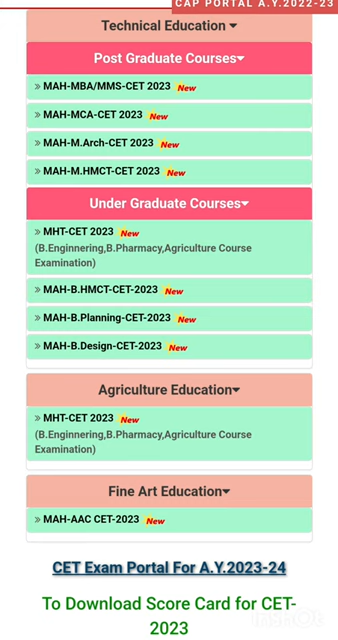 CAP PORTAL A.Y.2022-23
Technical Education
Post Graduate Courses
» MAH-MBA/MMS-CET 2023 New
» MAH-MCA-CET 2023 New
» MAH-M.Arch-CET 2023 New
» MAH-M.HMCT-CET 2023 New
Under Graduate Courses
» MHT-CET 2023 New
(B.Enginnering,B.Pharmacy,Agriculture Course
Examination)
» MAH-B.HMCT-CET-2023 New
» MAH-B.Planning-CET-2023 New
» MAH-B.Design-CET-2023 New
Agriculture Education
» MHT-CET 2023 New
(B.Enginnering,B.Pharmacy,Agriculture Course
Examination)
Fine Art Education
» MAH-AAC CET-2023 New
CET Exam Portal For A.Y.2023-24
To Download Score Card for CET-
2023
InShot